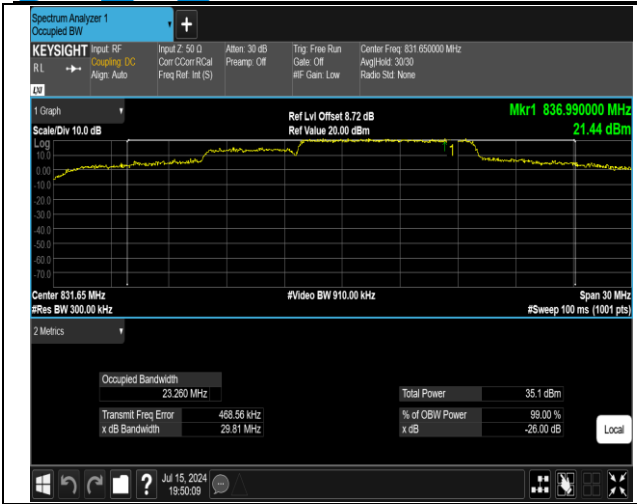 Spectrum Analyzer 1
Occupied BW
+
KEYSIGHT Input: RF Input Z: 50 Ω Atten: 30 dB Trig: Free Run Center Freq: 831.650000 MHz
RL Coupling: DC Corr CCorr RCal Preamp: Off Gate: Off Avg|Hold: 30/30
Align: Auto Freq Ref: Int (S) #IF Gain: Low Radio Std: None
LXI
1 Graph Ref Lvl Offset 8.72 dB Mkr1 836.990000 MHz
Scale/Div 10.0 dB Ref Value 20.00 dBm 21.44 dBm
Log
10.0
0.00
-10.0
-20.0
-30.0
-40.0
-50.0
-60.0
-70.0
1
Center 831.65 MHz #Video BW 910.00 kHz Span 30 MHz
#Res BW 300.00 kHz #Sweep 100 ms (1001 pts)
2 Metrics
Occupied Bandwidth
23.260 MHz Total Power 35.1 dBm
Transmit Freq Error 468.56 kHz % of OBW Power 99.00 %
x dB Bandwidth 29.81 MHz x dB -26.00 dB
Local
? Jul 15, 2024
19:50:09